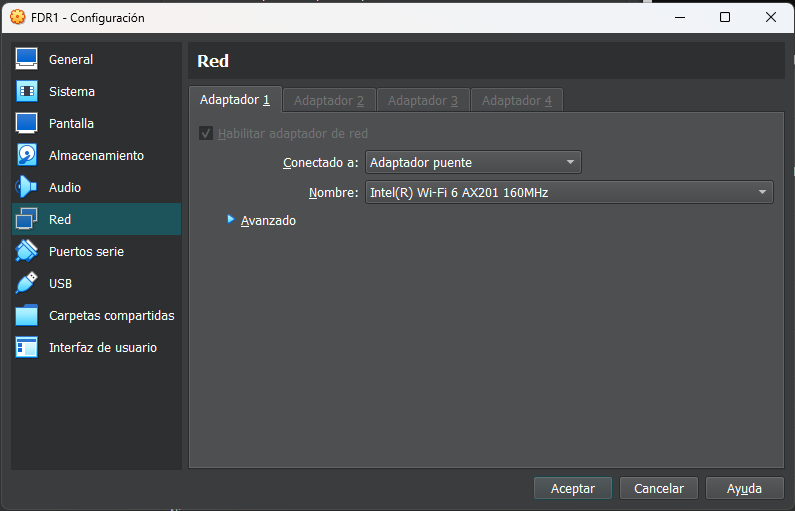 FDR1 - Configuración
General
Sistema
Pantalla
Almacenamiento
Audio
Red
Puertos serie
USB
Carpetas compartidas
Interfaz de usuario
Red
Adaptador 1
Adaptador 2
Adaptador 3
Adaptador 4
Habilitar adaptador de red
Conectado a: Adaptador puente
Nombre: Intel(R) Wi-Fi 6 AX201 160MHz
Avanzado
Aceptar
Cancelar
Ayuda